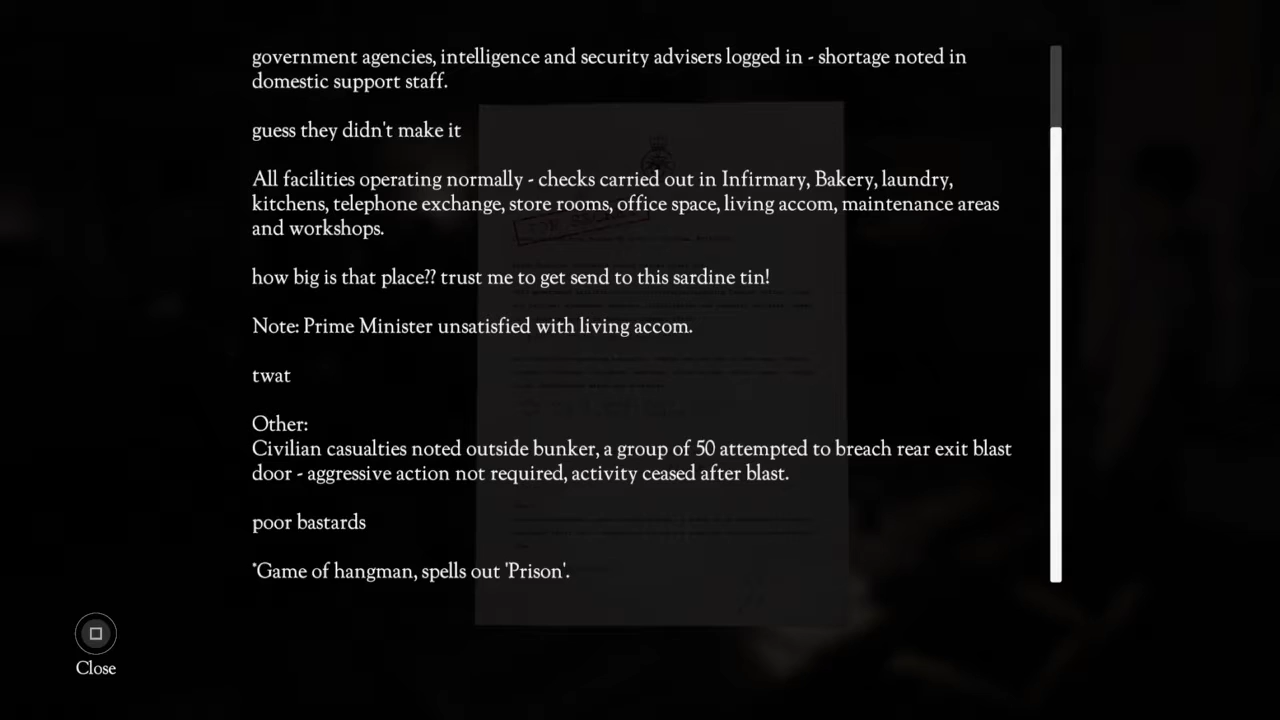 government agencies, intelligence and security advisers logged in - shortage noted in
domestic support staff.
guess they didn't make it
All facilities operating normally - checks carried out in Infirmary, Bakery, laundry,
kitchens, telephone exchange, store rooms, office space, living accom, maintenance areas
and workshops.
how big is that place?? trust me to get send to this sardine tin!
Note: Prime Minister unsatisfied with living accom.
twat
Other:
Civilian casualties noted outside bunker, a group of 50 attempted to breach rear exit blast
door - aggressive action not required, activity ceased after blast.
poor bastards
*Game of hangman, spells out 'Prison'.
Close